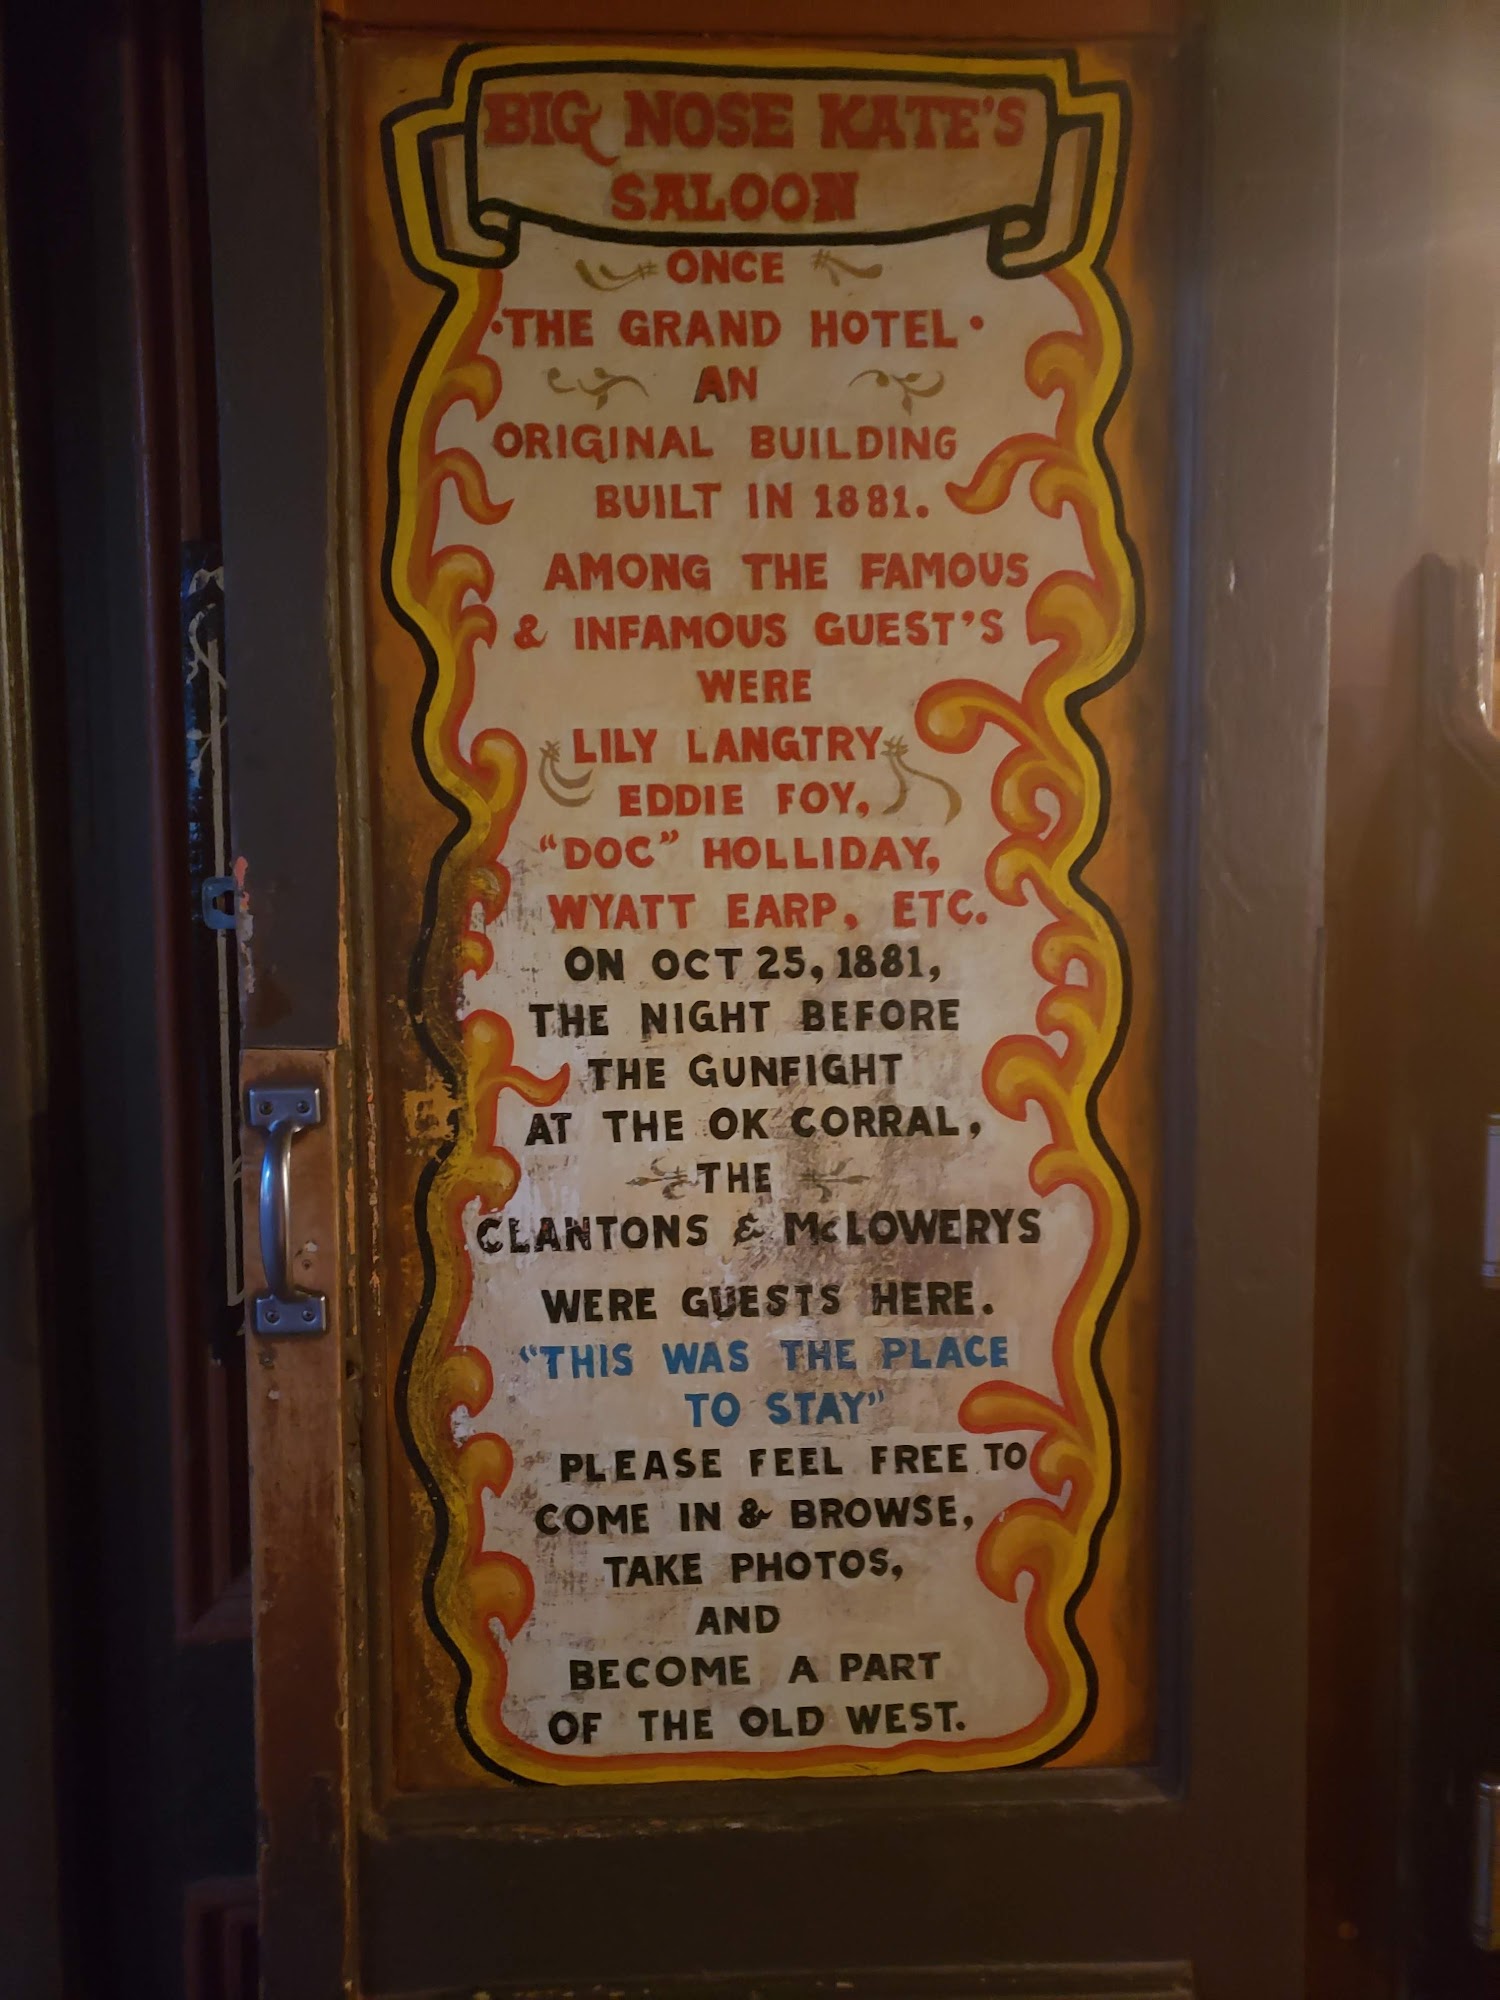 BIG NOSE KATE'S
SALOON
ONCE
•THE GRAND HOTEL•
AN
ORIGINAL BUILDING
BUILT IN 1881.
AMONG THE FAMOUS
& INFAMOUS GUEST'S
WERE
LILY LANGTRY
EDDIE FOY,
"DOC" HOLLIDAY,
WYATT EARP, ETC.
ON OCT 25, 1881,
THE NIGHT BEFORE
THE GUNFIGHT
AT THE OK CORRAL,
THE
CLANTONS & McLOWERYS
WERE GUESTS HERE.
"THIS WAS THE PLACE
TO STAY"
PLEASE FEEL FREE TO
COME IN & BROWSE,
TAKE PHOTOS,
AND
BECOME A PART
OF THE OLD WEST.